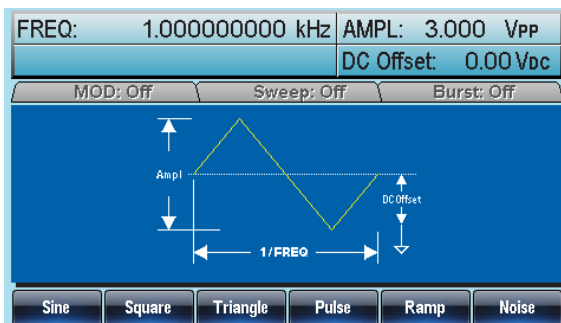 FREQ: 1.000000000 kHz AMPL: 3.000 VPP
DC Offset: 0.00 VDC
MOD: Off Sweep: Off Burst: Off
Ampl
DC Offset
1/FREQ
Sine Square Triangle Pulse Ramp Noise